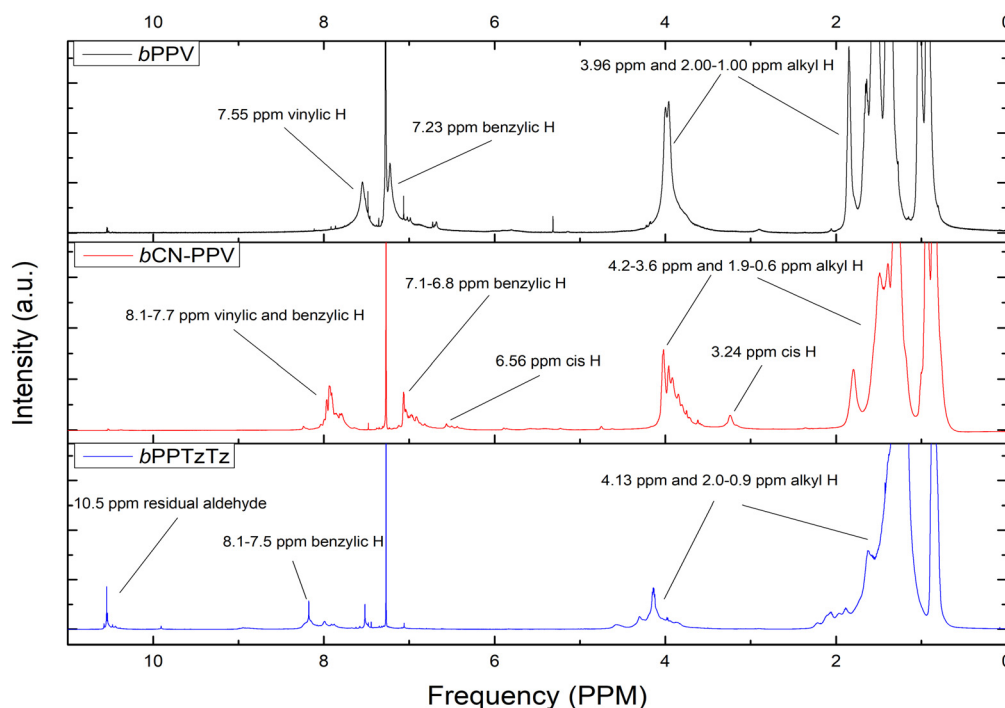 10 8 6 4 2 0
bPPV
3.96 ppm and 2.00-1.00 ppm alkyl H
7.55 ppm vinylic H
7.23 ppm benzylic H
bCN-PPV
4.2-3.6 ppm and 1.9-0.6 ppm alkyl H
7.1-6.8 ppm benzylic H
8.1-7.7 ppm vinylic and benzylic H
6.56 ppm cis H
3.24 ppm cis H
bPPTzTz
4.13 ppm and 2.0-0.9 ppm alkyl H
10.5 ppm residual aldehyde
8.1-7.5 ppm benzylic H
10 8 6 4 2 0
Frequency (PPM)
Intensity (a.u.)